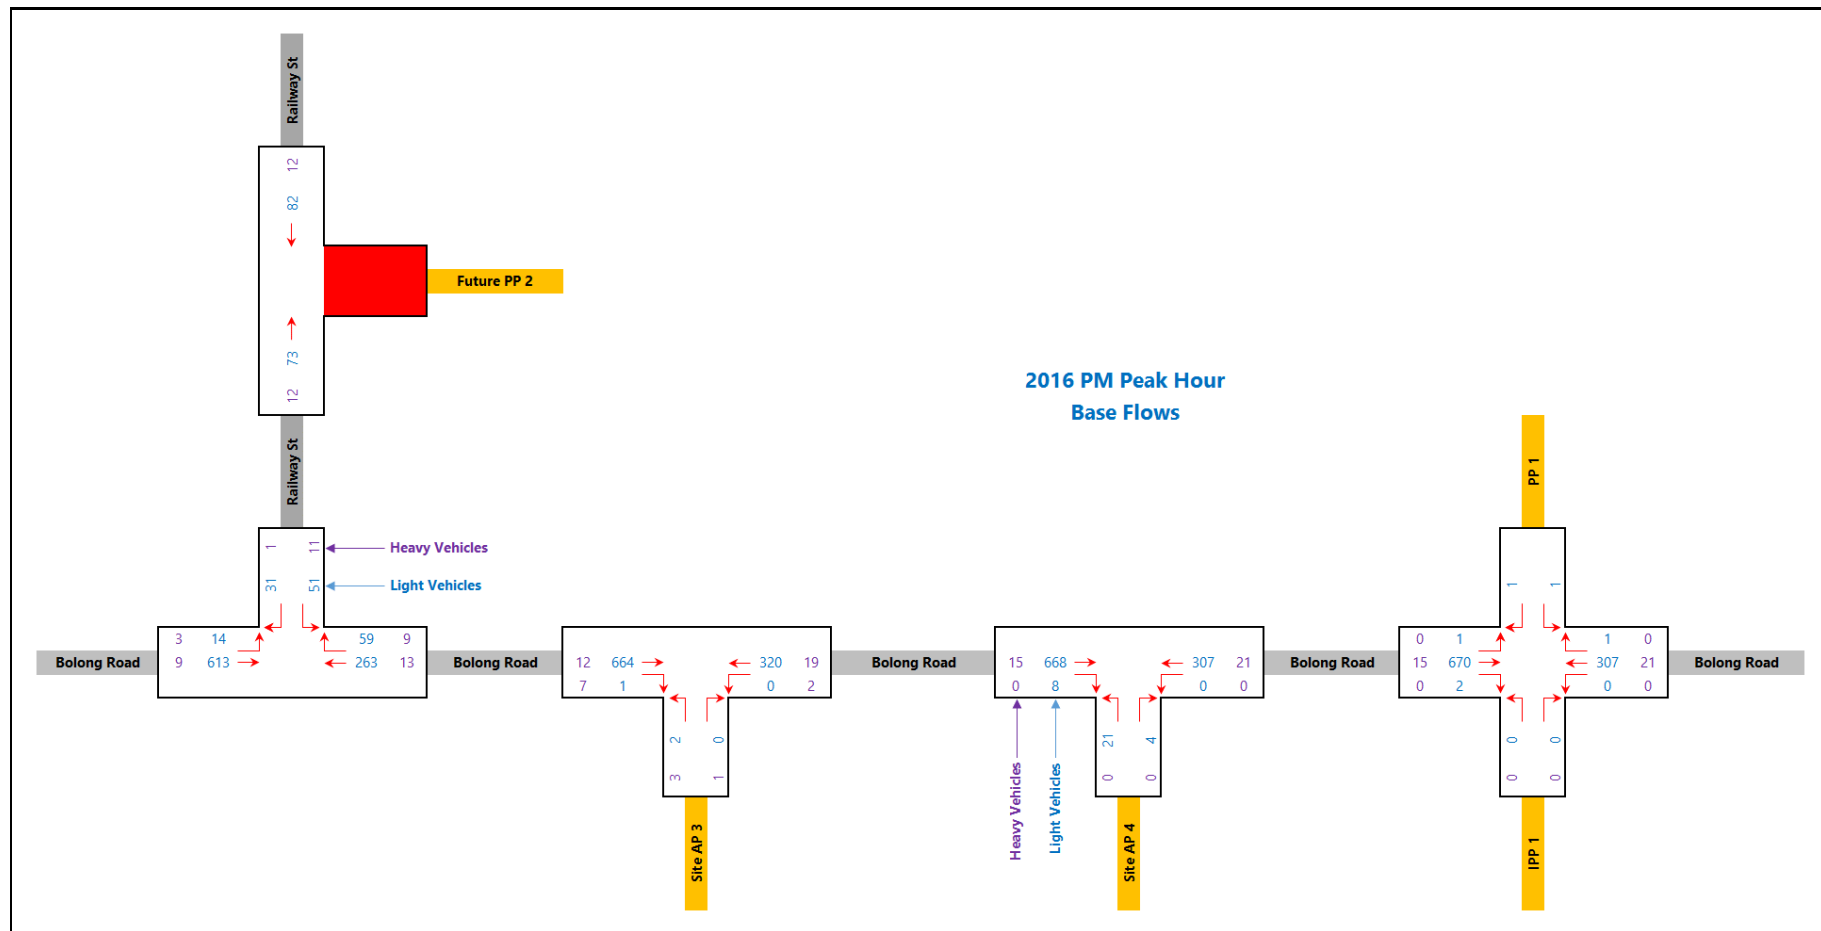 Railway St
12
82
Future PP 2
73
12
2016 PM Peak Hour
Base Flows
Railway St
PP 1
1 11 Heavy Vehicles
31 51 Light Vehicles
1 1
3 14 59 9
0 1 1 0
Bolong Road 9 613 263 13 Bolong Road 12 664 320 19 Bolong Road 15 668 307 21 Bolong Road 15 670 307 21 Bolong Road
7 1 0 2 0 8 0 0 0 2 0 0
2 0 21 4 0 0
3 1 0 0 0 0
Heavy Vehicles
Light Vehicles
Site AP 3
Site AP 4
IPP 1